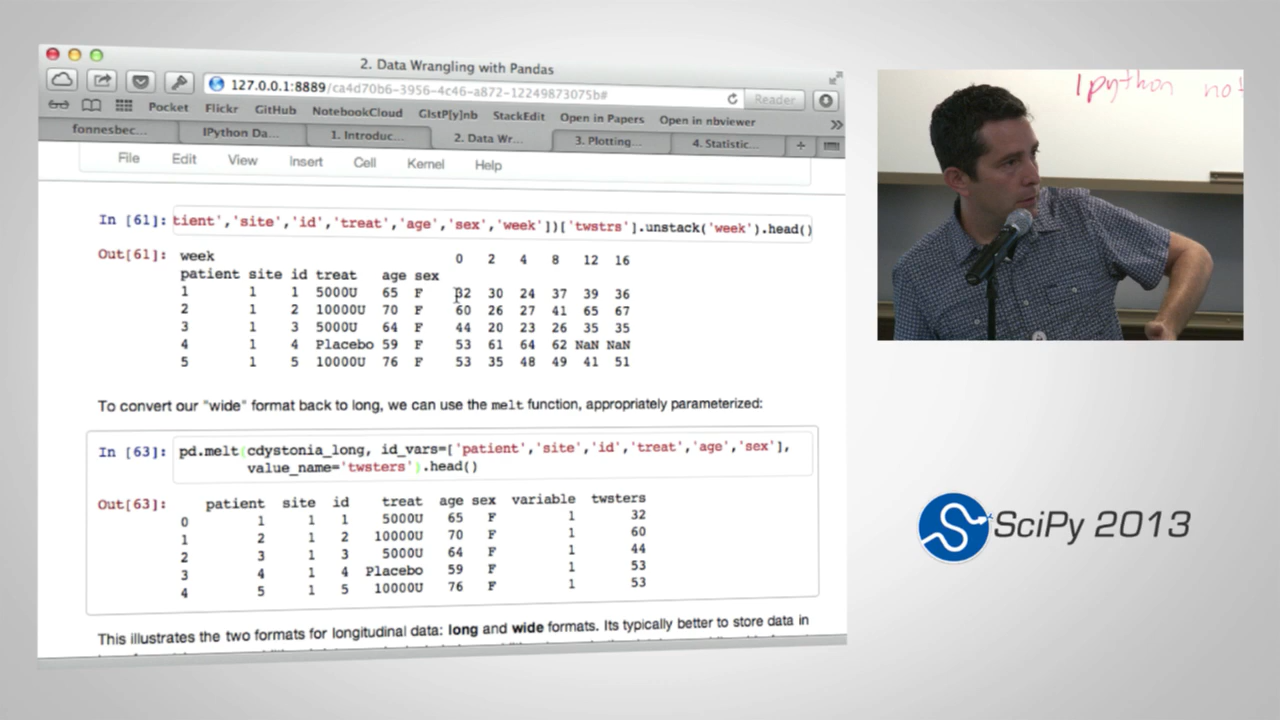 2. Data Wrangling with Pandas
127.0.0.1:8889/ca4d70b6-3956-4c46-a872-12249873075b#
Reader
Pocket Flickr GitHub NotebookCloud GistP[y]nb StackEdit Open in Papers Open in nbviewer »
fonnesbec... IPython Da... 1. Introduc... 2. Data Wr... 3. Plotting... 4. Statistic... +
File Edit View Insert Cell Kernel Help
In [61]: tient','site','id','treat','age','sex','week'])['twstrs'].unstack('week').head()
Out[61]: week 0 2 4 8 12 16
patient site id treat age sex
1 1 1 5000U 65 F 32 30 24 37 39 36
2 1 2 10000U 70 F 60 26 27 41 65 67
3 1 3 5000U 64 F 44 20 23 26 35 35
4 1 4 Placebo 59 F 53 61 64 62 NaN NaN
5 1 5 10000U 76 F 53 35 48 49 41 51
To convert our "wide" format back to long, we can use the melt function, appropriately parameterized:
In [63]: pd.melt(cdystonia_long, id_vars=['patient','site','id','treat','age','sex'],
value_name='twsters').head()
Out[63]: patient site id treat age sex variable twsters
0 1 1 1 5000U 65 F 1 32
1 2 1 2 10000U 70 F 1 60
2 3 1 3 5000U 64 F 1 44
3 4 1 4 Placebo 59 F 1 53
4 5 1 5 10000U 76 F 1 53
This illustrates the two formats for longitudinal data: long and wide formats. Its typically better to store data in
Ipython not
SciPy 2013